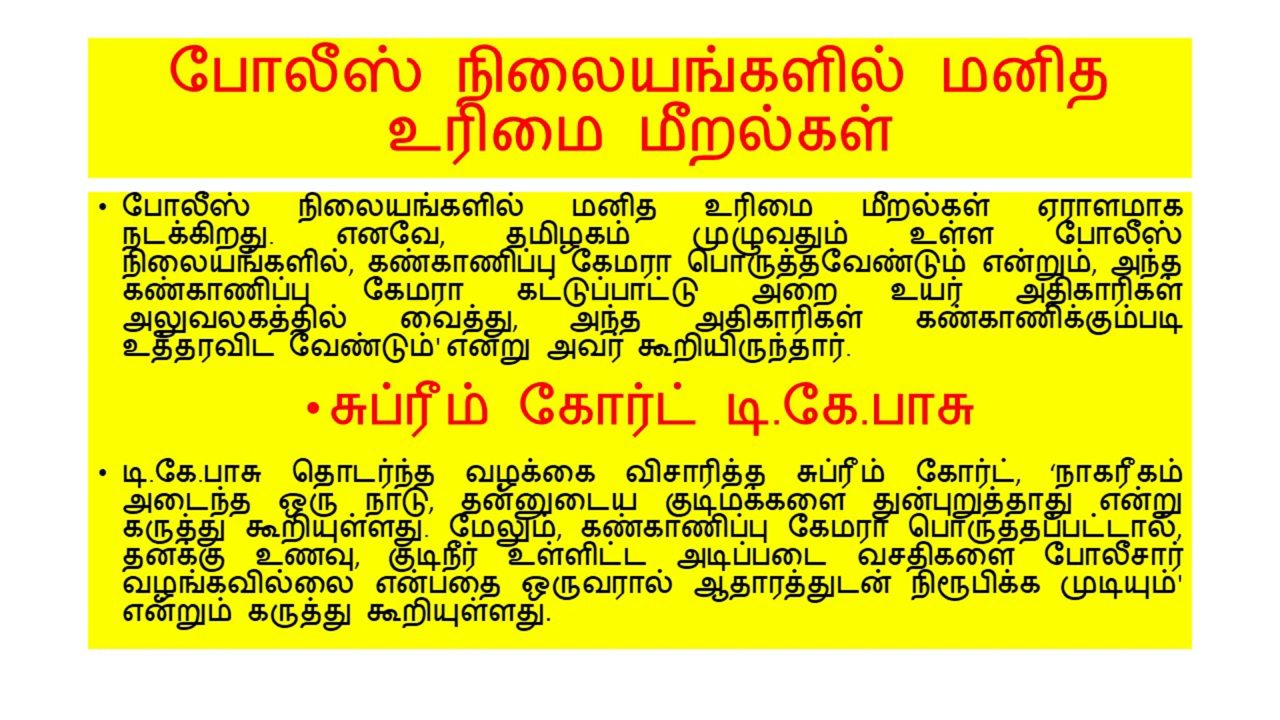 போலீஸ் நிலையங்களில் மனித
உரிமை மீறல்கள்
• போலீஸ் நிலையங்களில் மனித உரிமை மீறல்கள் ஏராளமாக
நடக்கிறது. எனவே, தமிழகம் முழுவதும் உள்ள போலீஸ்
நிலையங்களில், கண்காணிப்பு கேமரா பொருத்தவேண்டும் என்றும், அந்த
கண்காணிப்பு கேமரா கட்டுப்பாட்டு அறை உயர் அதிகாரிகள்
அலுவலகத்தில் வைத்து, அந்த அதிகாரிகள் கண்காணிக்கும்படி
உத்தரவிட வேண்டும்' என்று அவர் கூறியிருந்தார்.
• சுப்ரீம் கோர்ட் டி.கே.பாசு
• டி.கே.பாசு தொடர்ந்த வழக்கை விசாரித்த சுப்ரீம் கோர்ட், ‘நாகரீகம்
அடைந்த ஒரு நாடு, தன்னுடைய குடிமக்களை துன்புறுத்தாது என்று
கருத்து கூறியுள்ளது. மேலும், கண்காணிப்பு கேமரா பொருத்தப்பட்டால்,
தனக்கு உணவு, குடிநீர் உள்ளிட்ட அடிப்படை வசதிகளை போலீசார்
வழங்கவில்லை என்பதை ஒருவரால் ஆதாரத்துடன் நிரூபிக்க முடியும்'
என்றும் கருத்து கூறியுள்ளது.